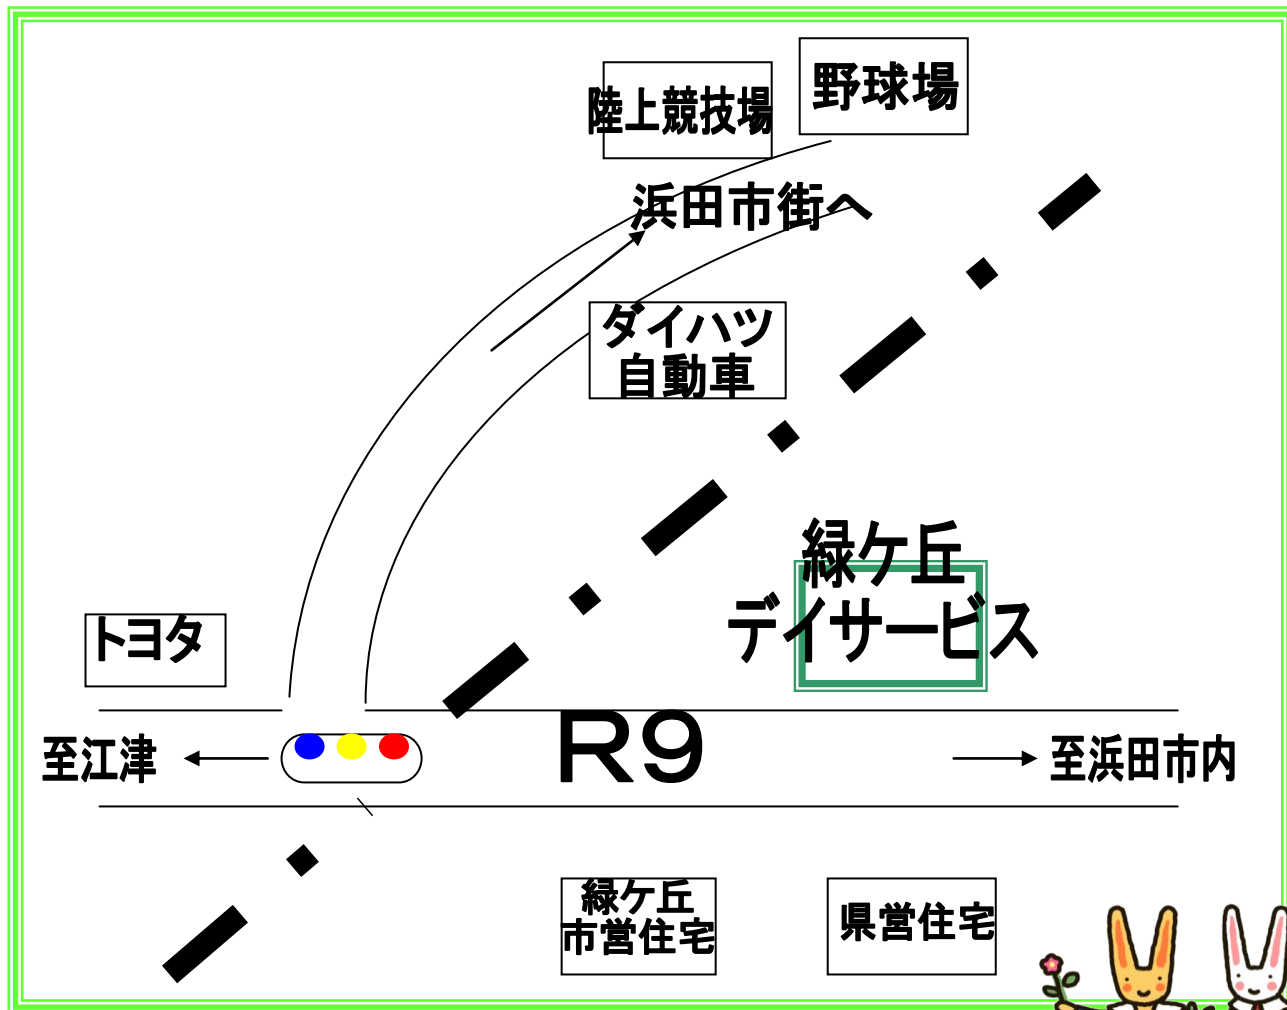 野球場
陸上競技場
浜田市街へ
ダイハツ
自動車
緑ケ丘
デイサービス
トヨタ
R9
至江津
至浜田市内
緑ケ丘
市営住宅
県営住宅